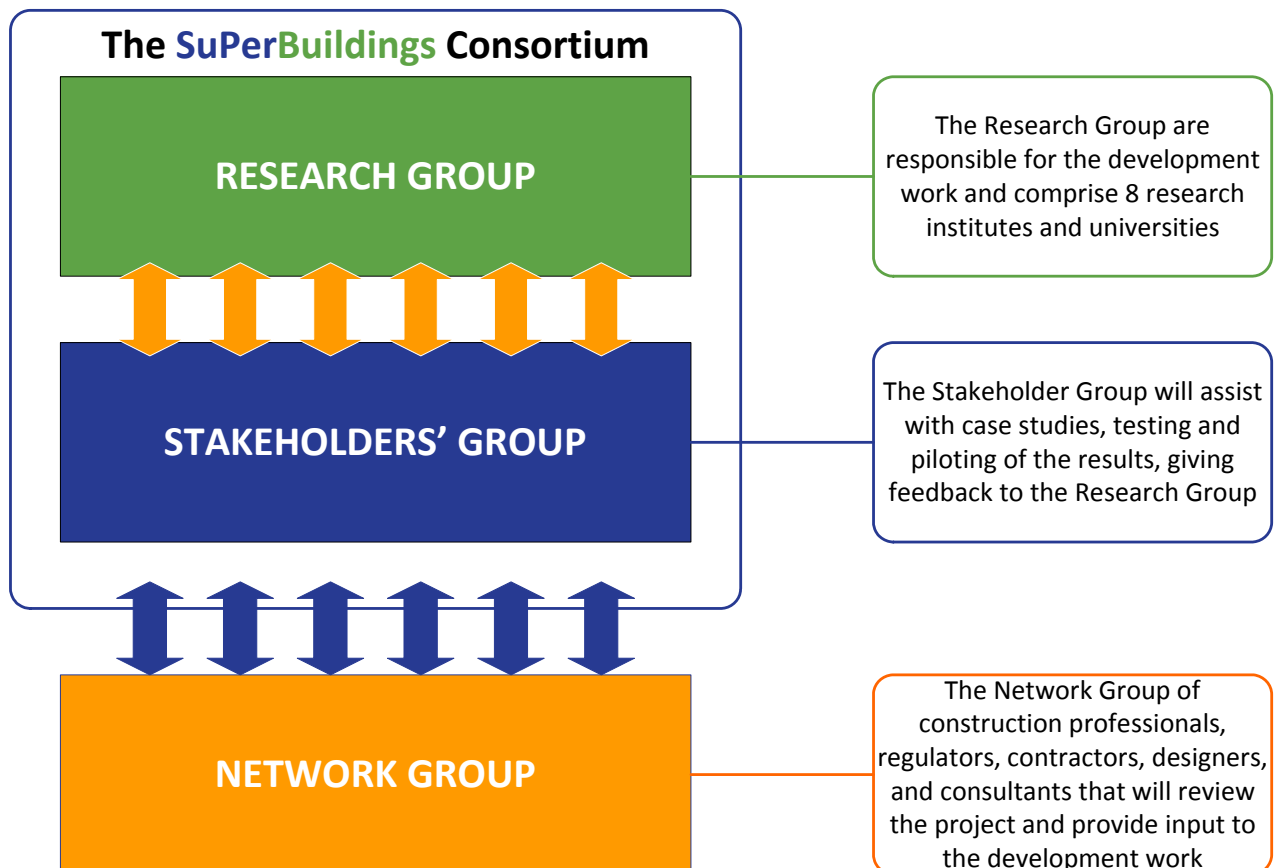 The SuPerBuildings Consortium
RESEARCH GROUP
The Research Group are
responsible for the development
work and comprise 8 research
institutes and universities
STAKEHOLDERS’ GROUP
The Stakeholder Group will assist
with case studies, testing and
piloting of the results, giving
feedback to the Research Group
NETWORK GROUP
The Network Group of
construction professionals,
regulators, contractors, designers,
and consultants that will review
the project and provide input to
the development work